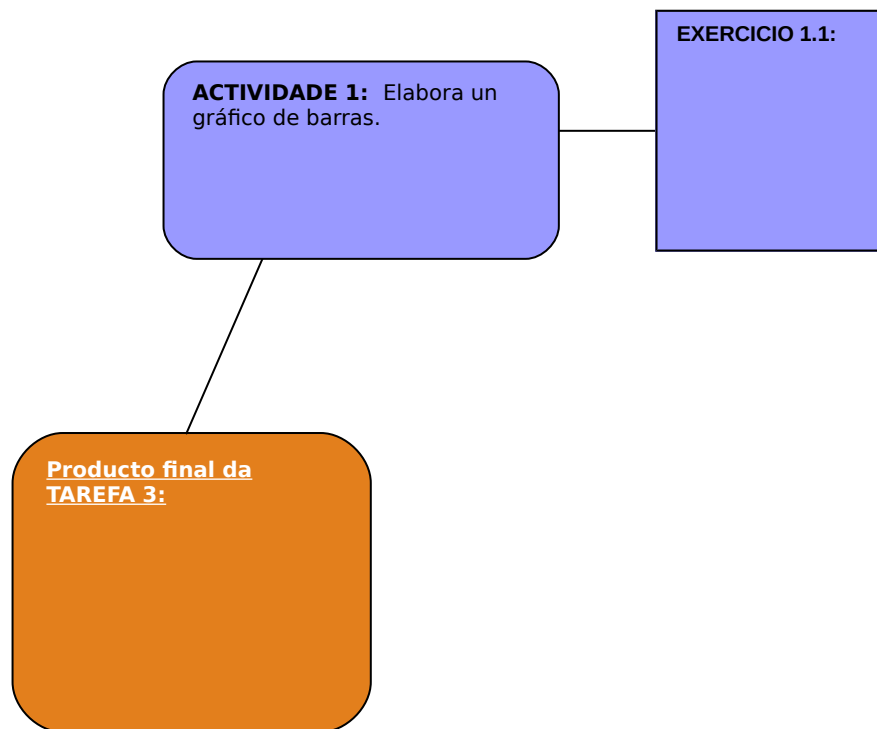 EXERCICIO 1.1:
ACTIVIDADE 1:  Elabora un
gráfico de barras.
Producto final da
TAREFA 3: